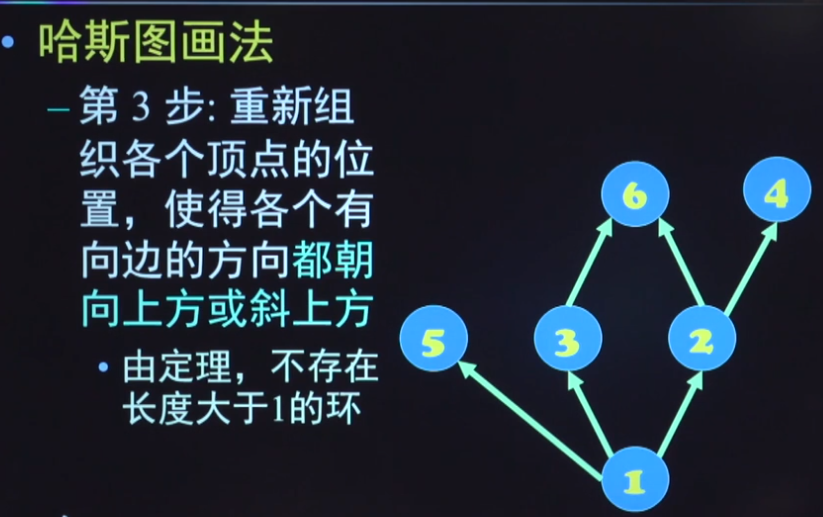 • 哈斯图画法
– 第 3 步: 重新组
织各个顶点的位
置，使得各个有
向边的方向都朝
向上方或斜上方
• 由定理，不存在
长度大于1的环
6 4
5 3 2
1